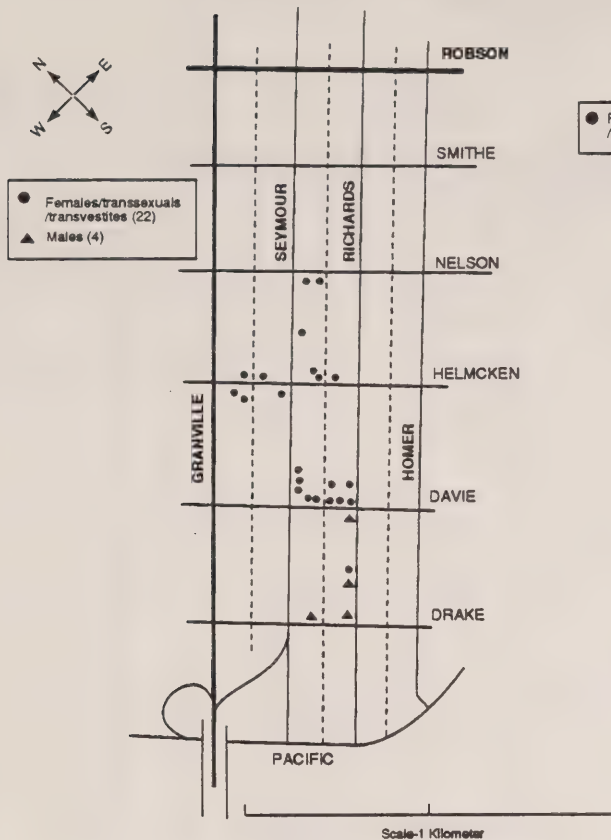 N
E
W
S
ROBSOM
SMITHE
Females/transsexuals
/transvestites (22)
Males (4)
SEYMOUR
RICHARDS
NELSON
HELMCKEN
GRANVILLE
HOMER
DAVIE
DRAKE
PACIFIC
Scale-1 Kilometer